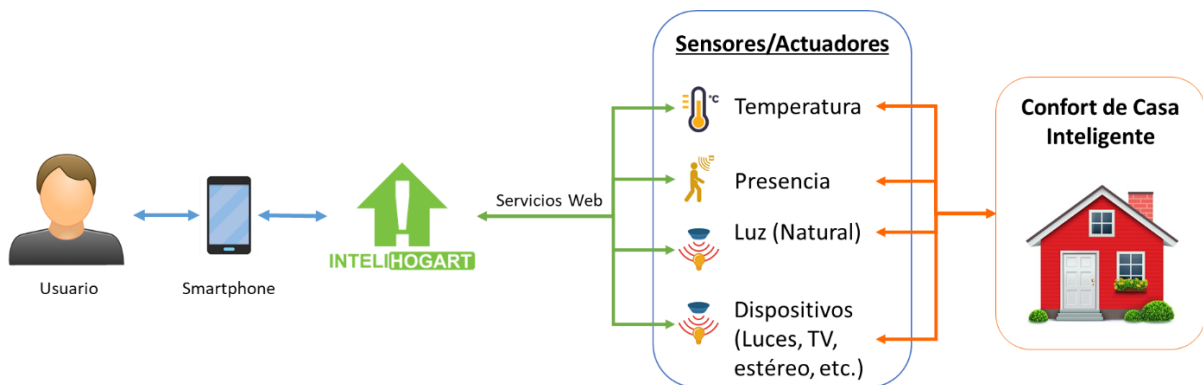 Sensores/Actuadores
°C
Temperatura
Presencia
Luz (Natural)
Dispositivos
(Luces, TV,
estéreo, etc.)
Servicios Web
INTELIHOGART
Usuario
Smartphone
Confort de Casa
Inteligente